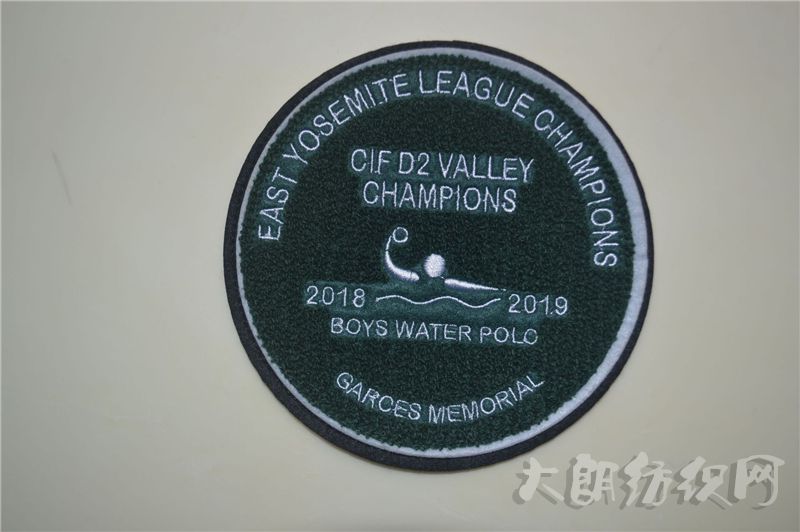 EAST YOSEMITE LEAGUE CHAMPIONS
CIF D2 VALLEY
CHAMPIONS
2018 2019
BOYS WATER POLO
GARCES MEMORIAL
大朗纺织网